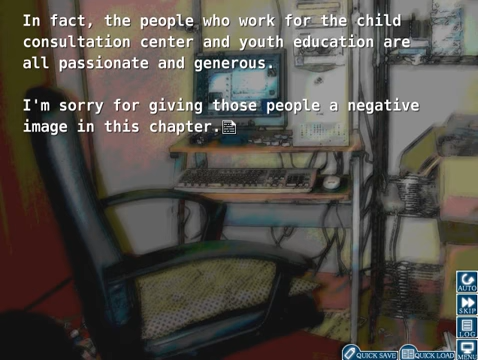 In fact, the people who work for the child
consultation center and youth education are
all passionate and generous.
I'm sorry for giving those people a negative
image in this chapter.
AUTO
SKIP
LOG
QUICK SAVE
QUICK LOAD
MENU